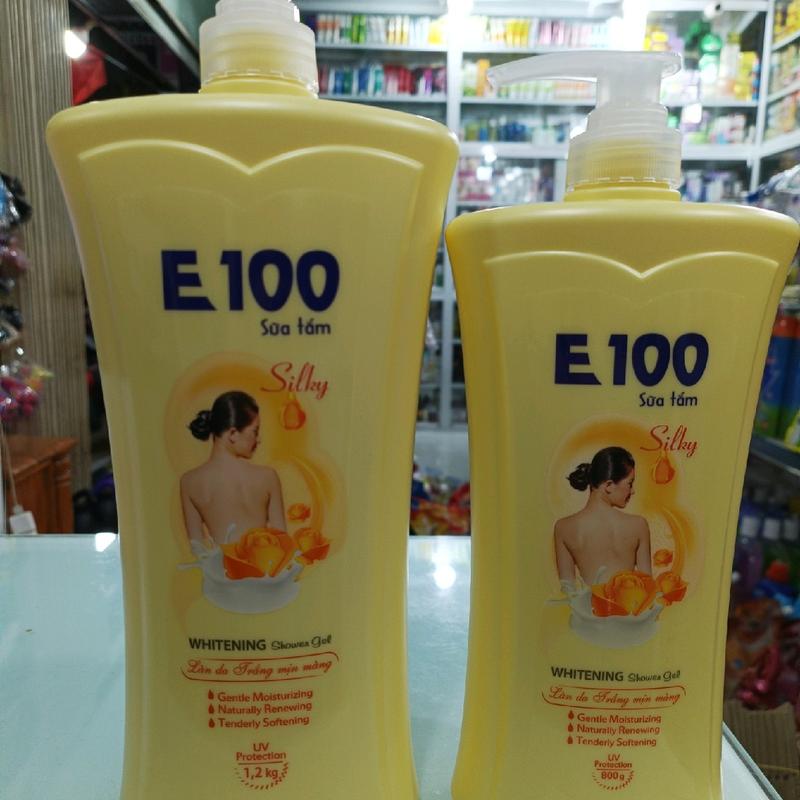 E100
Sữa tắm
Silky
WHITENING Shower Gel
Làn da Trắng mịn màng
Gentle Moisturizing
Naturally Renewing
Tenderly Softening
UV
Protection
1,2 kg
E100
Sữa tắm
Silky
WHITENING Shower Gel
Làn da Trắng mịn màng
Gentle Moisturizing
Naturally Renewing
Tenderly Softening
UV
Protection
800g